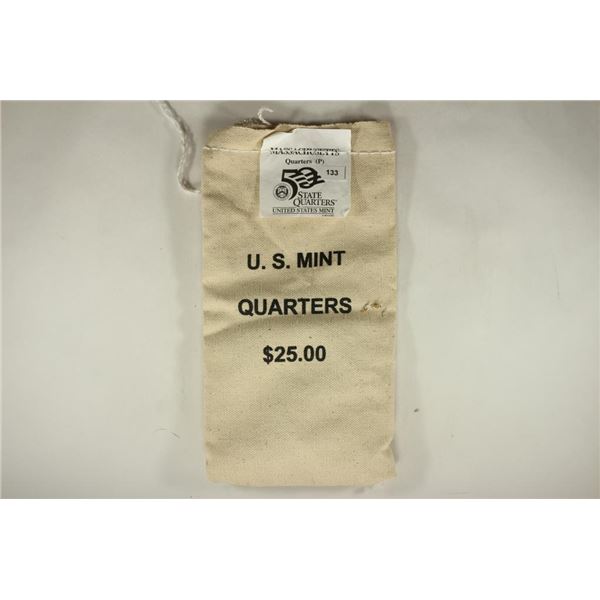 MASSACHUSETTS
Quarters (P)
50
133
STATE
QUARTERS
UNITED STATES MINT
U. S. MINT
QUARTERS
$25.00